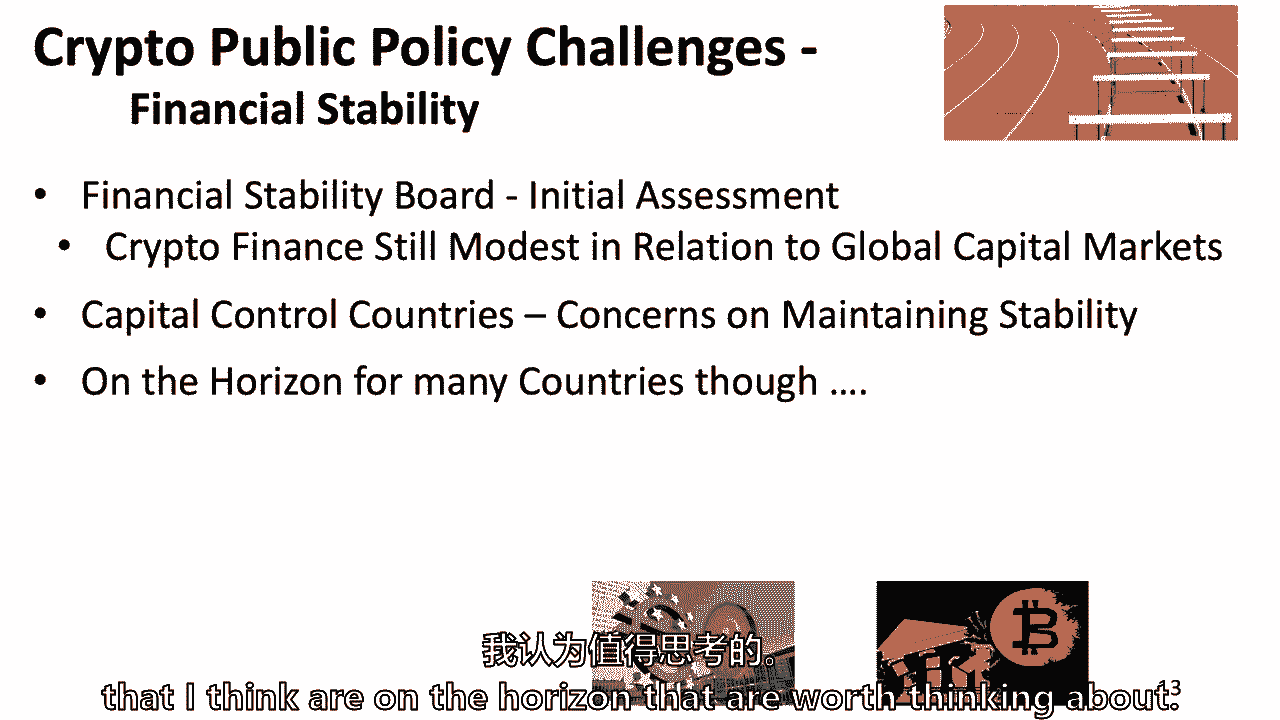 Crypto Public Policy Challenges -
Financial Stability
• Financial Stability Board - Initial Assessment
• Crypto Finance Still Modest in Relation to Global Capital Markets
• Capital Control Countries – Concerns on Maintaining Stability
• On the Horizon for many Countries though ….
我认为值得思考的。
that I think are on the horizon that are worth thinking about.
13